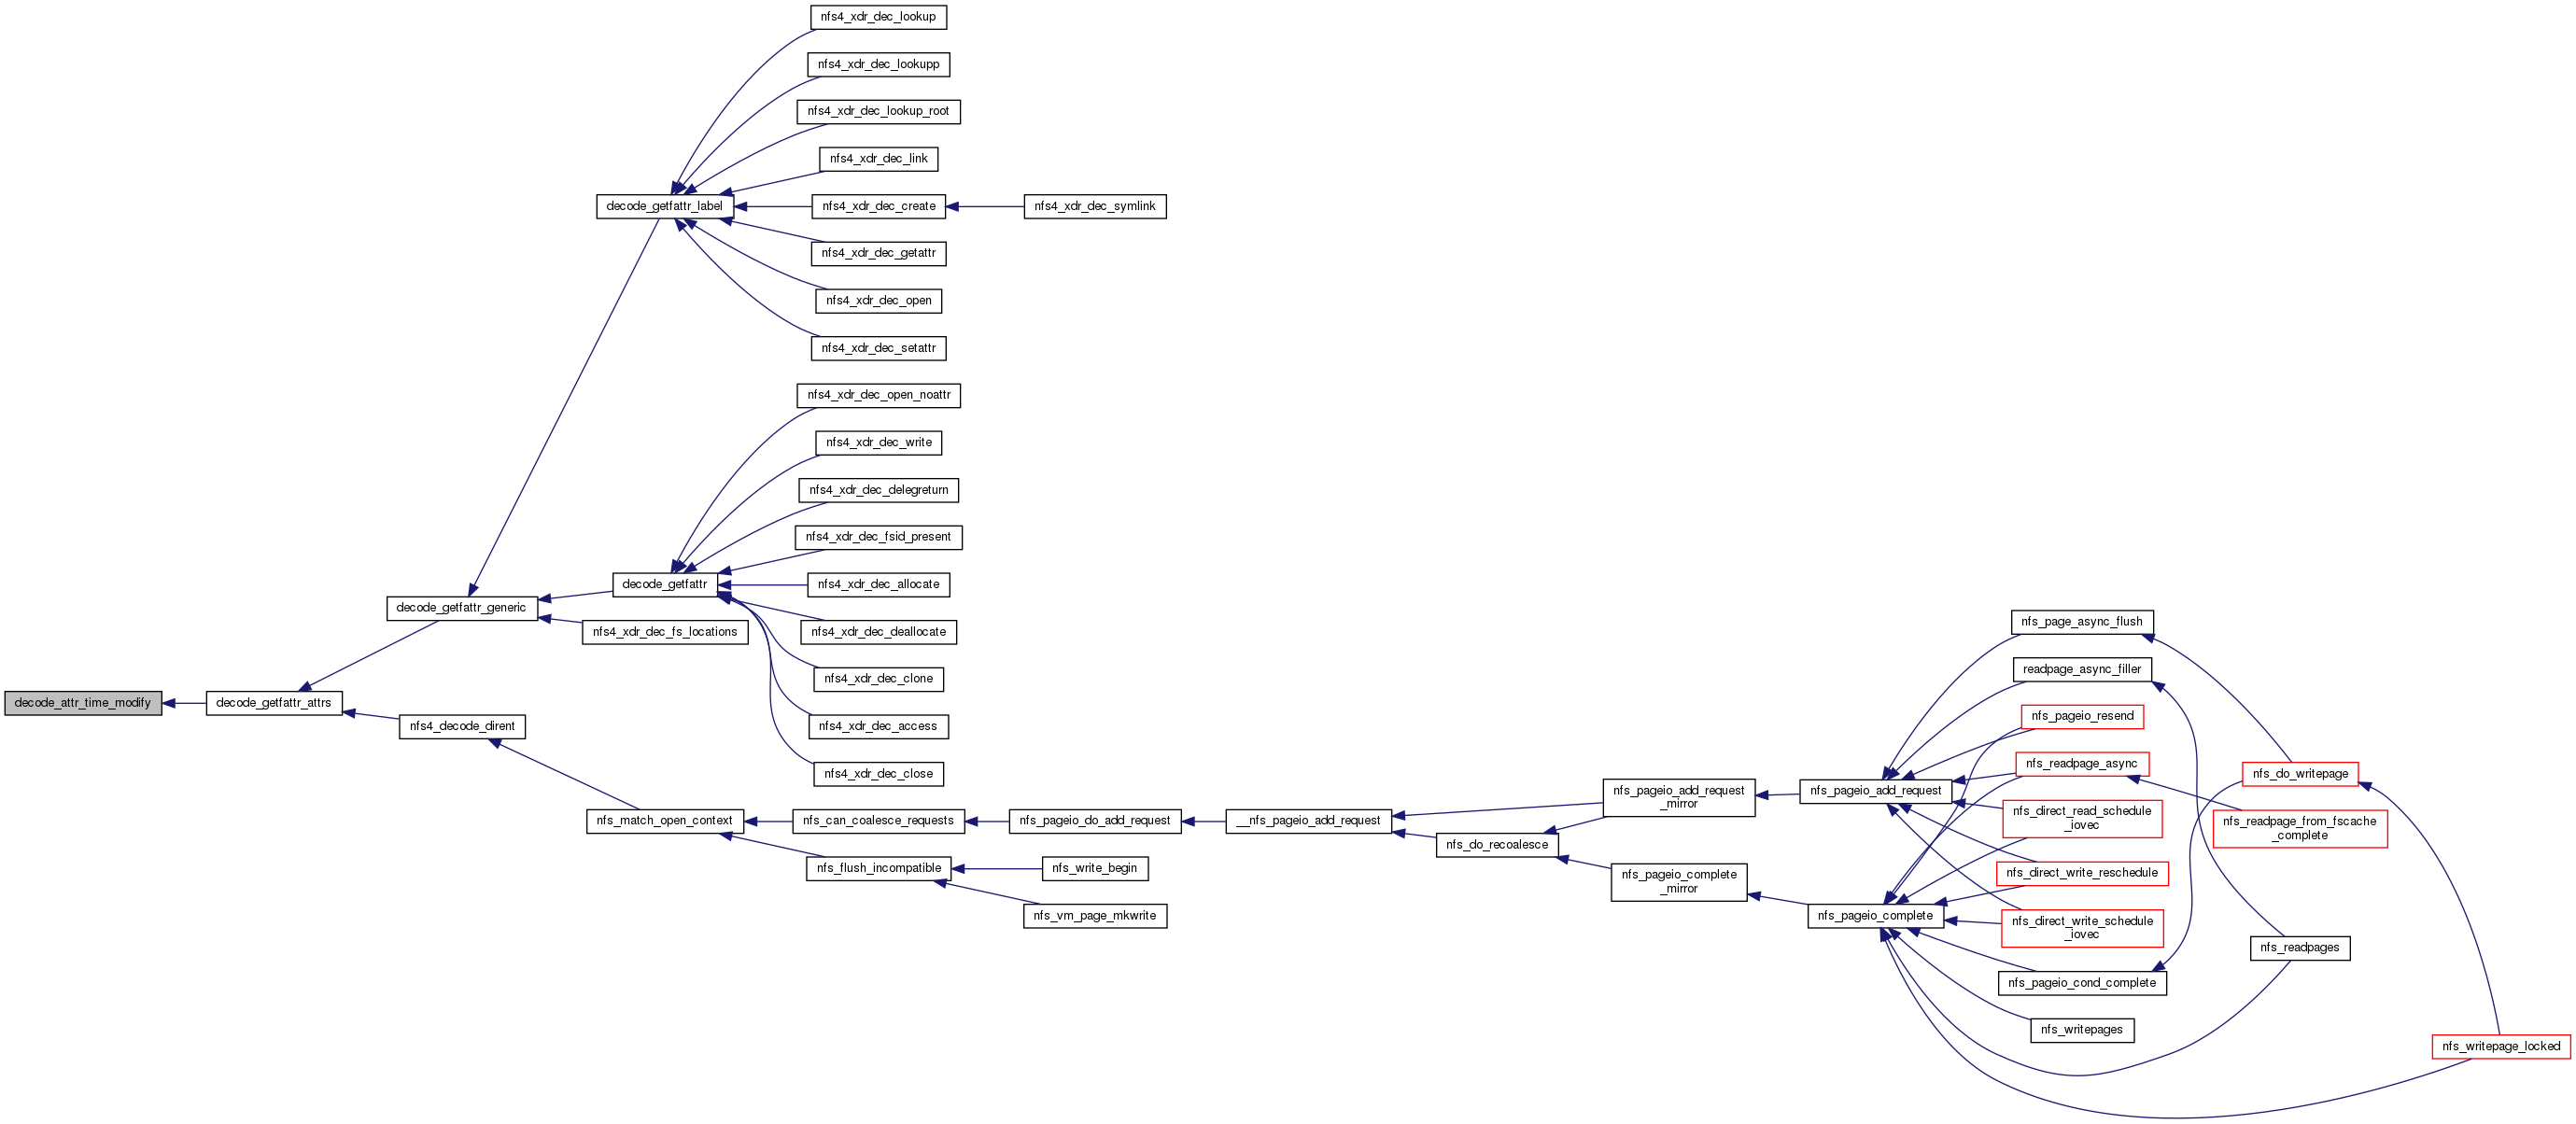 nfs4_xdr_dec_lookup
nfs4_xdr_dec_lookupp
nfs4_xdr_dec_lookup_root
nfs4_xdr_dec_link
decode_getfattr_label
nfs4_xdr_dec_create
nfs4_xdr_dec_symlink
nfs4_xdr_dec_getattr
nfs4_xdr_dec_open
nfs4_xdr_dec_setattr
nfs4_xdr_dec_open_noattr
nfs4_xdr_dec_write
nfs4_xdr_dec_delegreturn
nfs4_xdr_dec_fsid_present
decode_getfattr
nfs4_xdr_dec_allocate
decode_getfattr_generic
nfs4_xdr_dec_fs_locations
nfs4_xdr_dec_deallocate
nfs4_xdr_dec_clone
decode_attr_time_modify
decode_getfattr_attrs
nfs4_decode_dirent
nfs4_xdr_dec_access
nfs4_xdr_dec_close
nfs_match_open_context
nfs_can_coalesce_requests
nfs_pageio_do_add_request
__nfs_pageio_add_request
nfs_do_recoalesce
nfs_flush_incompatible
nfs_write_begin
nfs_vm_page_mkwrite
nfs_pageio_add_request
_mirror
nfs_pageio_complete
_mirror
nfs_pageio_add_request
nfs_pageio_complete
nfs_page_async_flush
readpage_async_filler
nfs_pageio_resend
nfs_readpage_async
nfs_direct_read_schedule
_iovec
nfs_direct_write_reschedule
nfs_direct_write_schedule
_iovec
nfs_pageio_cond_complete
nfs_writepages
nfs_do_writepage
nfs_readpage_from_fscache
_complete
nfs_readpages
nfs_writepage_locked